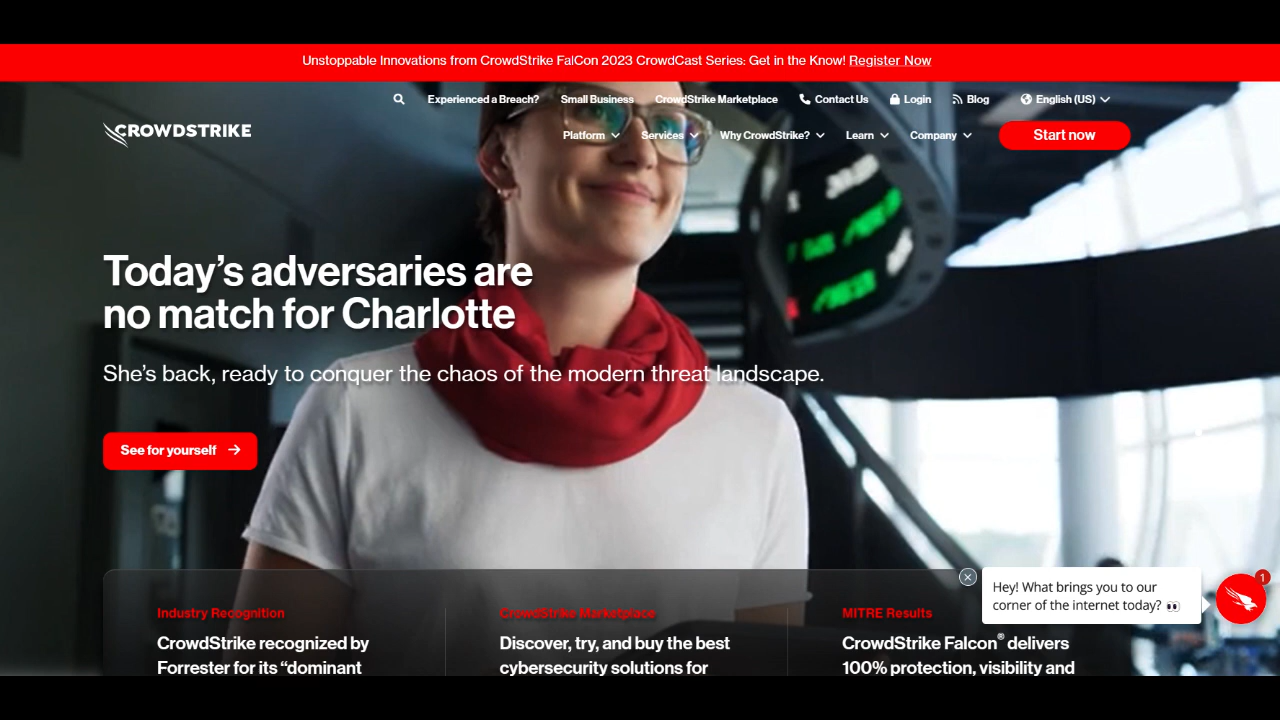 Unstoppable Innovations from CrowdStrike FalCon 2023 CrowdCast Series: Get in the Know! Register Now
Experienced a Breach? Small Business CrowdStrike Marketplace Contact Us Login Blog English (US)
CROWDSTRIKE
Platform Services Why CrowdStrike? Learn Company Start now
Today’s adversaries are
no match for Charlotte
She’s back, ready to conquer the chaos of the modern threat landscape.
See for yourself
Industry Recognition
CrowdStrike recognized by
Forrester for its “dominant
CrowdStrike Marketplace
Discover, try, and buy the best
cybersecurity solutions for
MITRE Results
CrowdStrike Falcon® delivers
100% protection, visibility and
Hey! What brings you to our
corner of the internet today? 👀
1